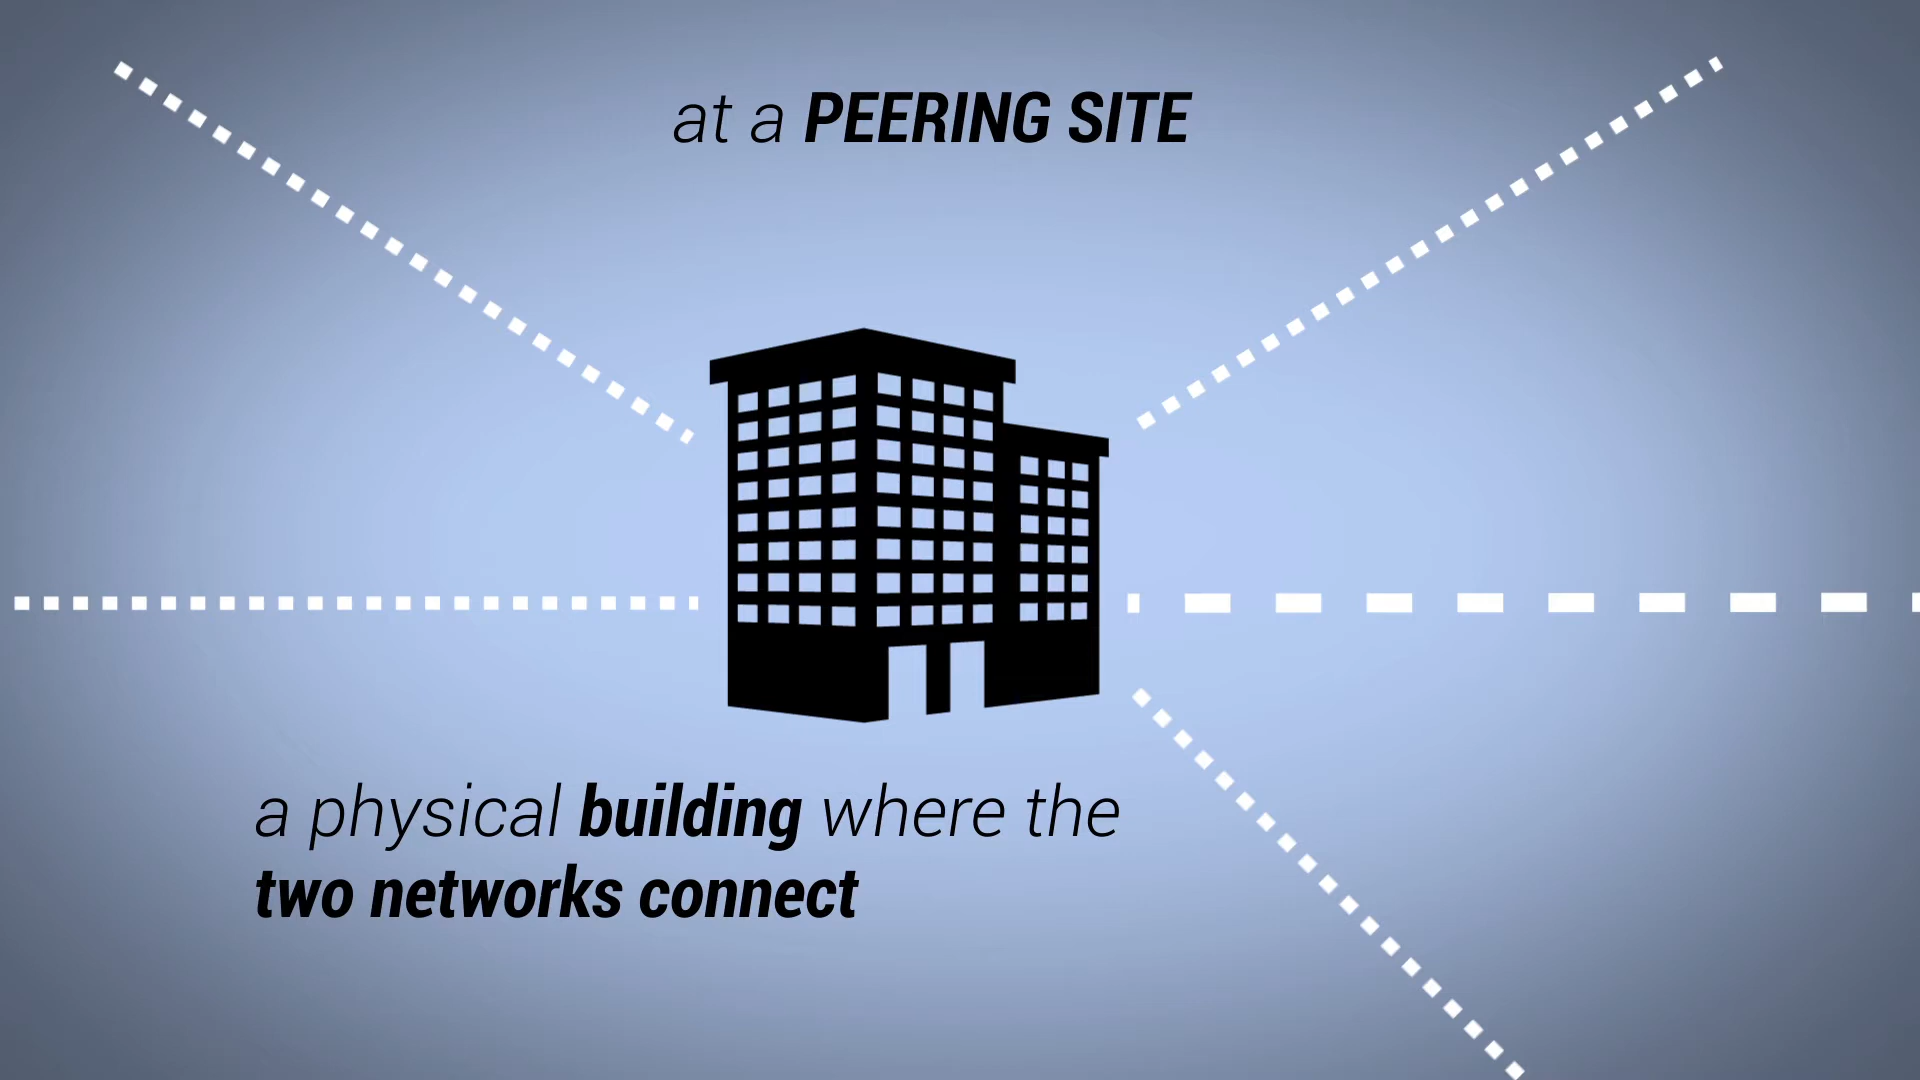 at a PEERING SITE
a physical building where the
two networks connect